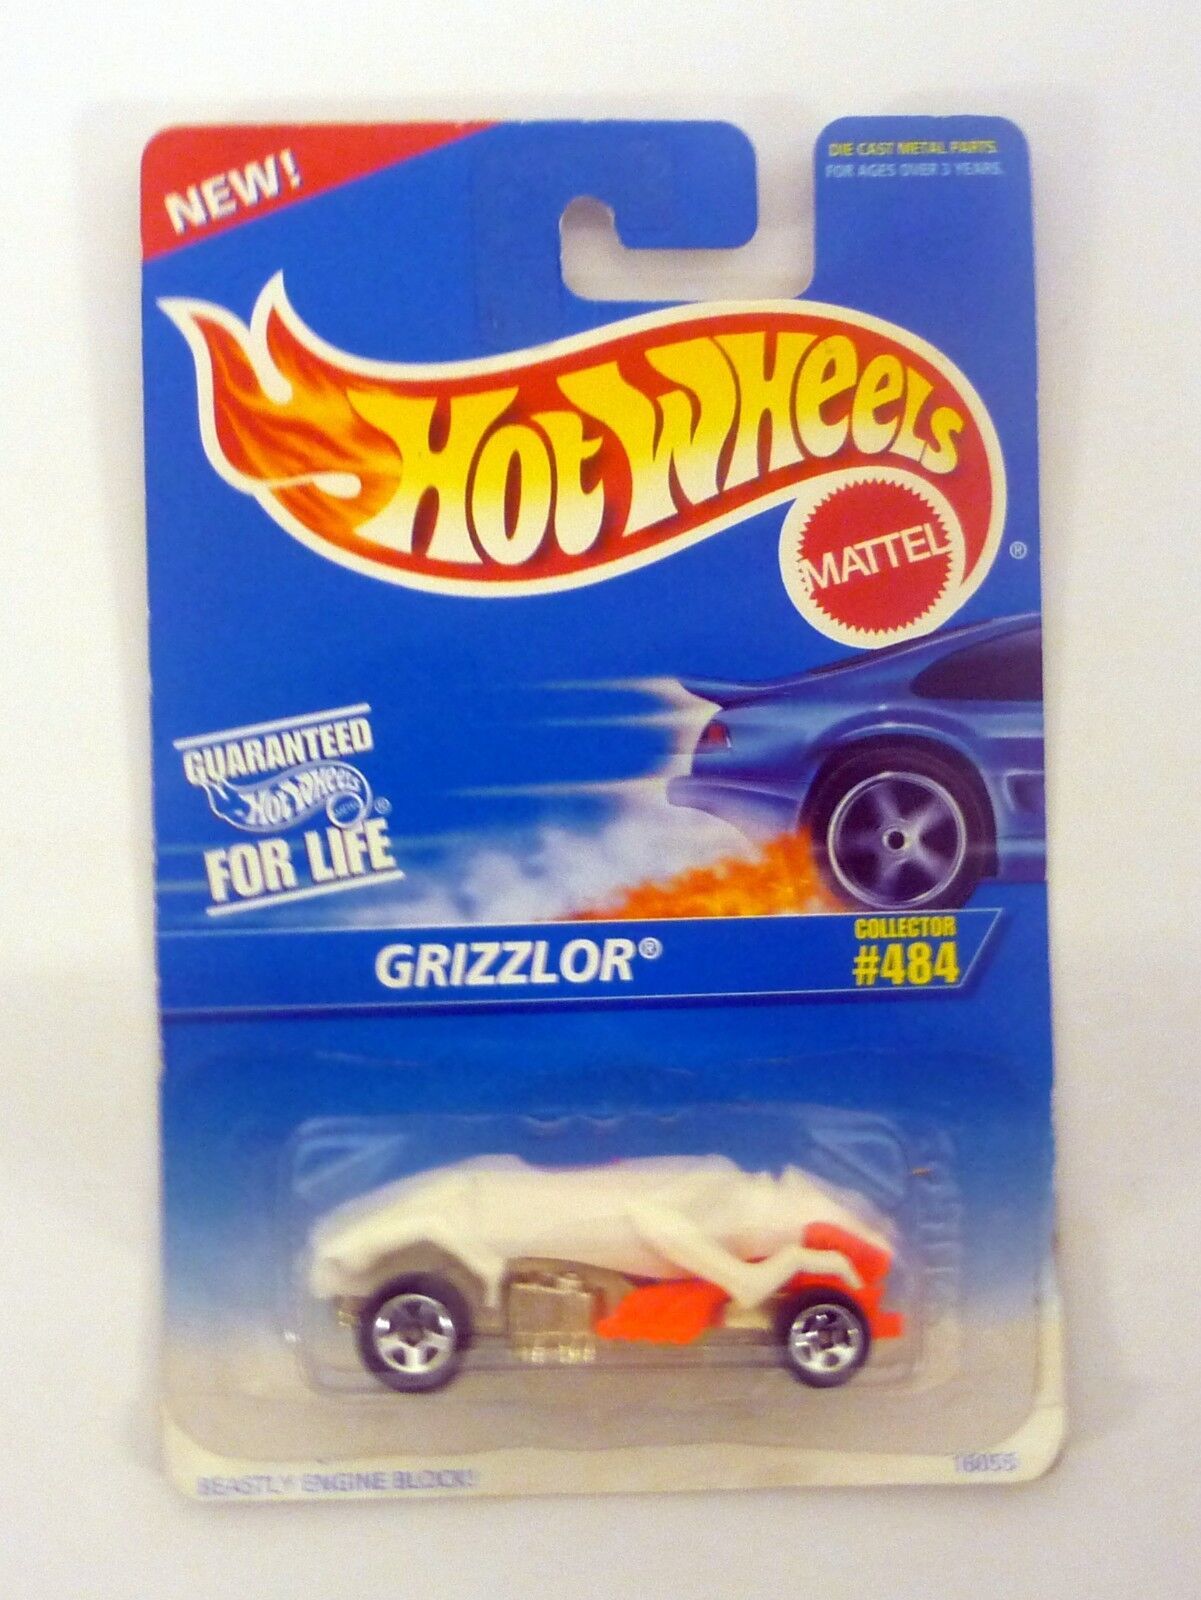 NEW!
DIE CAST METAL PARTS.
FOR AGES OVER 3 YEARS.
HOT WHEELS
MATTEL
®
GUARANTEED
HOT WHEELS
MATTEL ®
FOR LIFE
GRIZZLOR®
COLLECTOR
#484
BEASTLY ENGINE BLOCK!
16055